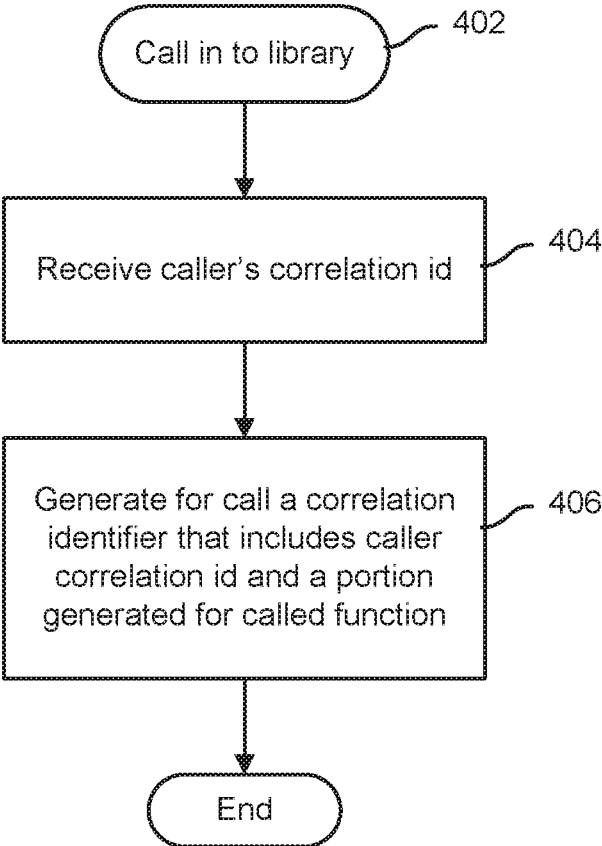 Call in to library
402
Receive caller's correlation id
404
Generate for call a correlation
identifier that includes caller
correlation id and a portion
generated for called function
406
End